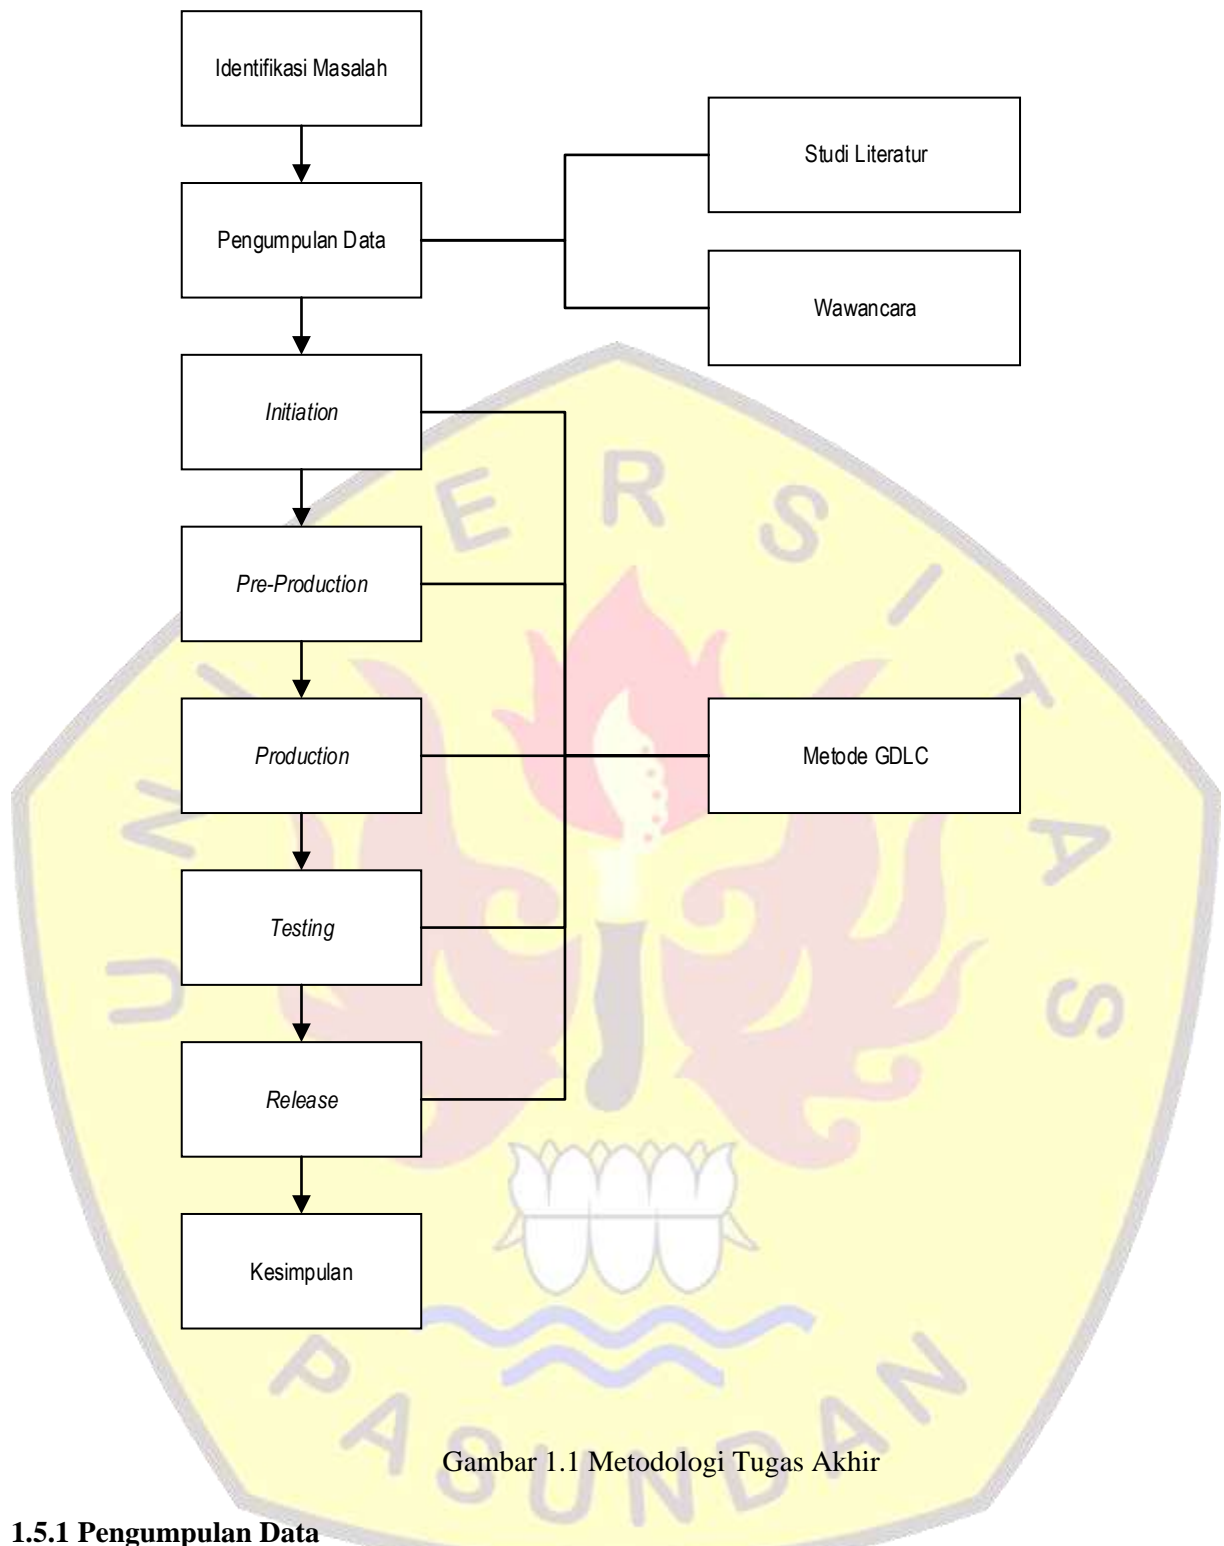 Identifikasi Masalah
Studi Literatur
Pengumpulan Data
Wawancara
Initiation
Pre-Production
Production
Metode GDLC
Testing
Release
Kesimpulan
UNIVERSITAS
PASUNDAN
Gambar 1.1 Metodologi Tugas Akhir
1.5.1 Pengumpulan Data